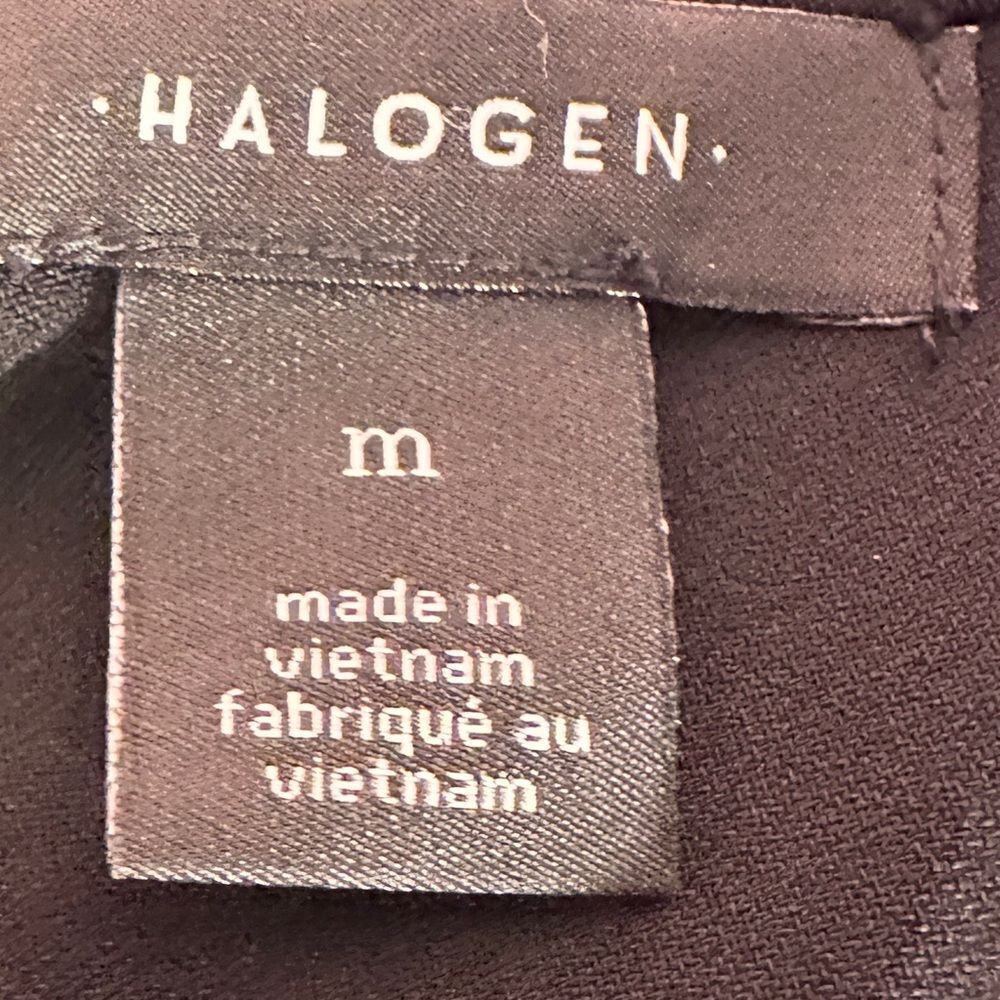 ·HALOGEN·
m
made in
vietnam
fabriqué au
vietnam